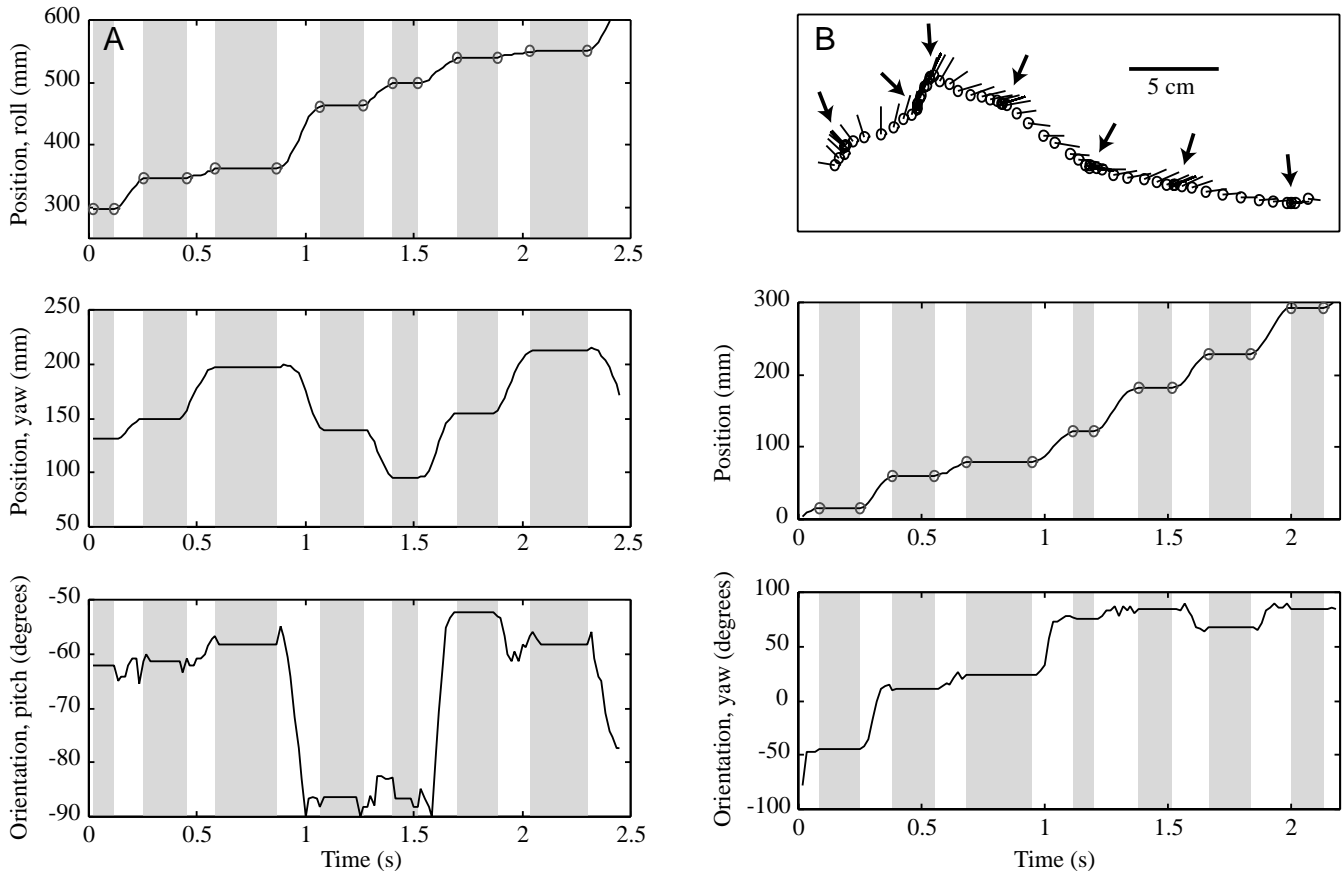 A
Position, roll (mm)
600
500
400
300
0 0.5 1 1.5 2 2.5
Position, yaw (mm)
250
200
150
100
50
0 0.5 1 1.5 2 2.5
Orientation, pitch (degrees)
-50
-60
-70
-80
-90
0 0.5 1 1.5 2 2.5
Time (s)
B
5 cm
Position (mm)
300
200
100
0
0 0.5 1 1.5 2
Orientation, yaw (degrees)
100
50
0
-50
-100
0 0.5 1 1.5 2
Time (s)